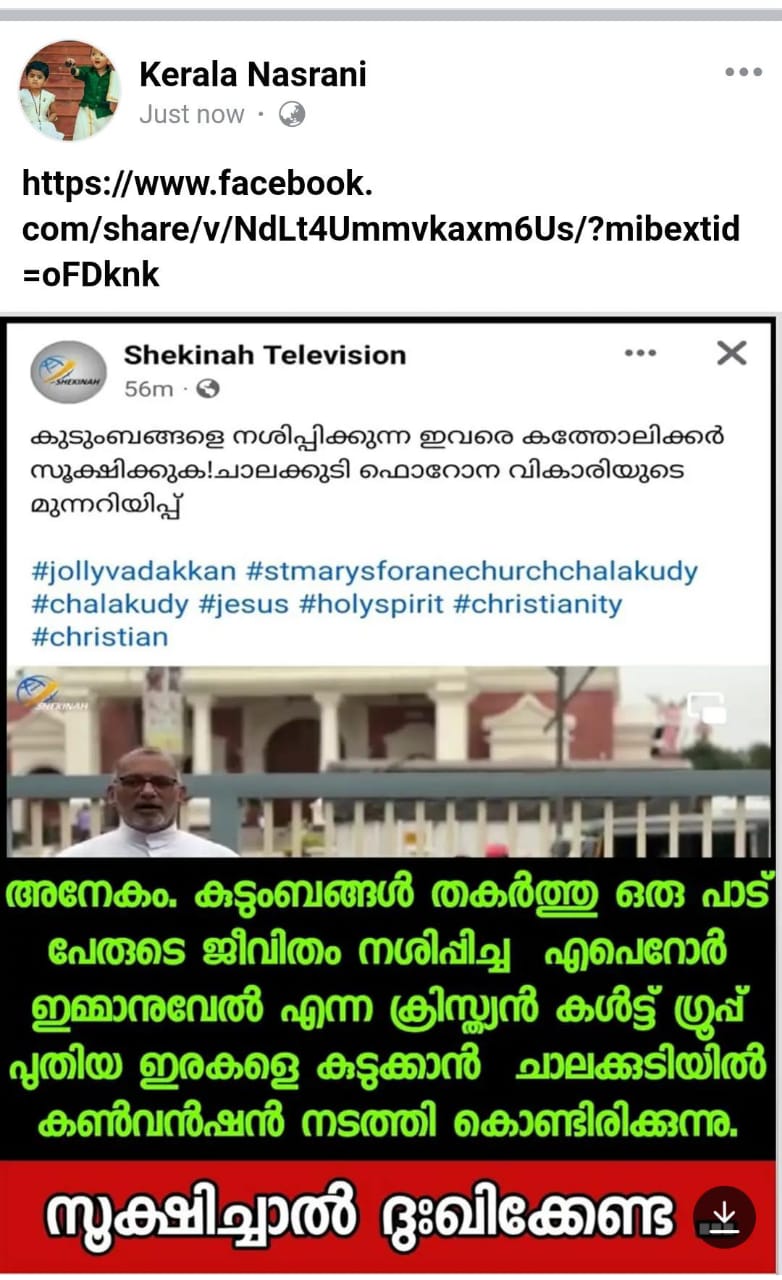 Kerala Nasrani
Just now ·
https://www.facebook.
com/share/v/NdLt4Ummvkaxm6Us/?mibextid
=oFDknk
SHEKINAH
Shekinah Television
56m ·
കുടുംബങ്ങളെ നശിപ്പിക്കുന്ന ഇവരെ കത്തോലിക്കർ
സൂക്ഷിക്കുക!ചാലക്കുടി ഫൊറോന വികാരിയുടെ
മുന്നറിയിപ്പ്
#jollyvadakkan #stmarysforanechurchchalakudy
#chalakudy #jesus #holyspirit #christianity
#christian
SHEKINAH
അനേകം. കുടുംബങ്ങൾ തകർത്തു ഒരു പാട്
പേരുടെ ജീവിതം നശിപ്പിച്ച എപെറോർ
ഇമ്മാനുവേൽ എന്ന ക്രിസ്ത്യൻ കൾട്ട് ഗ്രൂപ്പ്
പുതിയ ഇരകളെ കുടുക്കാൻ ചാലക്കുടിയിൽ
കൺവൻഷൻ നടത്തി കൊണ്ടിരിക്കുന്നു.
സൂക്ഷിച്ചാൽ ദുഃഖിക്കേണ്ട